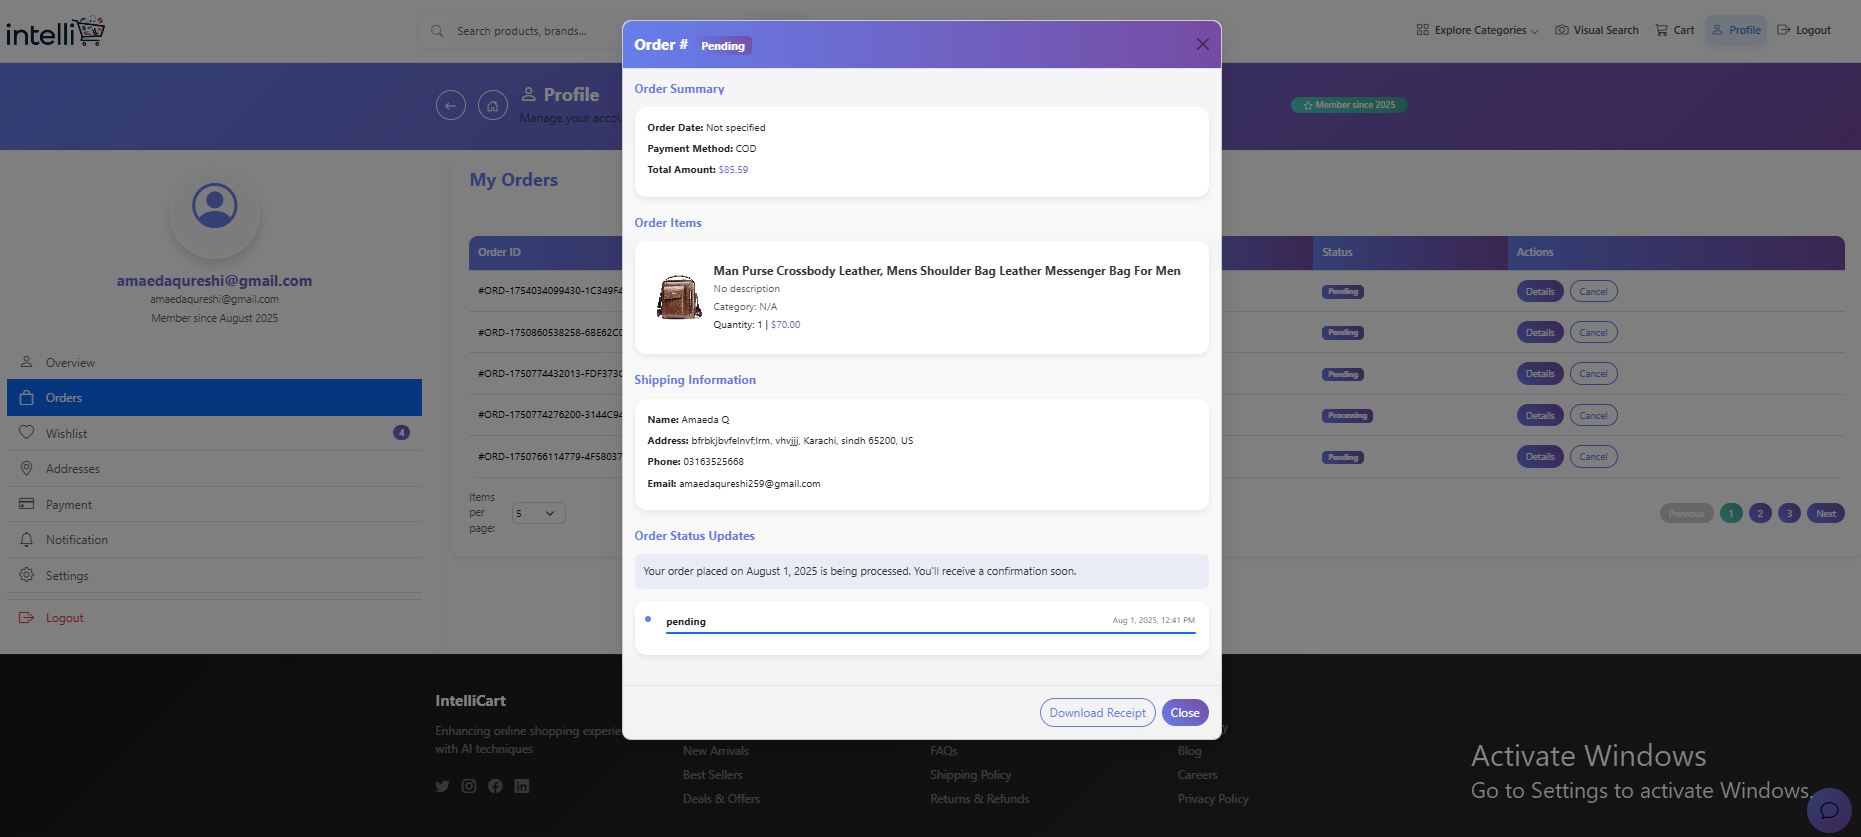 intelli
Search products, brands...
Explore Categories
Visual Search
Cart
Profile
Logout
Profile
Manage your accou
Member since 2025
amaedaqureshi@gmail.com
amaedaqureshi@gmail.com
Member since August 2025
Overview
Orders
Wishlist
4
Addresses
Payment
Notification
Settings
Logout
My Orders
Order ID
Status
Actions
#ORD-1754034099430-1C349F4
Pending
Details
Cancel
#ORD-1750860538258-6BE62C0
Pending
Details
Cancel
#ORD-1750774432013-FDF373C
Pending
Details
Cancel
#ORD-1750774276200-3144C94
Processing
Details
Cancel
#ORD-1750766114779-4F58037
Pending
Details
Cancel
Items
per
page:
5
Previous
1
2
3
Next
Order #
Pending
Order Summary
Order Date: Not specified
Payment Method: COD
Total Amount: $85.59
Order Items
Man Purse Crossbody Leather, Mens Shoulder Bag Leather Messenger Bag For Men
No description
Category: N/A
Quantity: 1 | $70.00
Shipping Information
Name: Amaeda Q
Address: bfrbkjbvfelnvf;lrm, vhvjjj, Karachi, sindh 65200, US
Phone: 03163525668
Email: amaedaqureshi259@gmail.com
Order Status Updates
Your order placed on August 1, 2025 is being processed. You'll receive a confirmation soon.
pending
Aug 1, 2025, 12:41 PM
Download Receipt
Close
IntelliCart
Enhancing online shopping experie
with AI techniques
New Arrivals
Best Sellers
Deals & Offers
FAQs
Shipping Policy
Returns & Refunds
y
Blog
Careers
Privacy Policy
Activate Windows
Go to Settings to activate Windows.